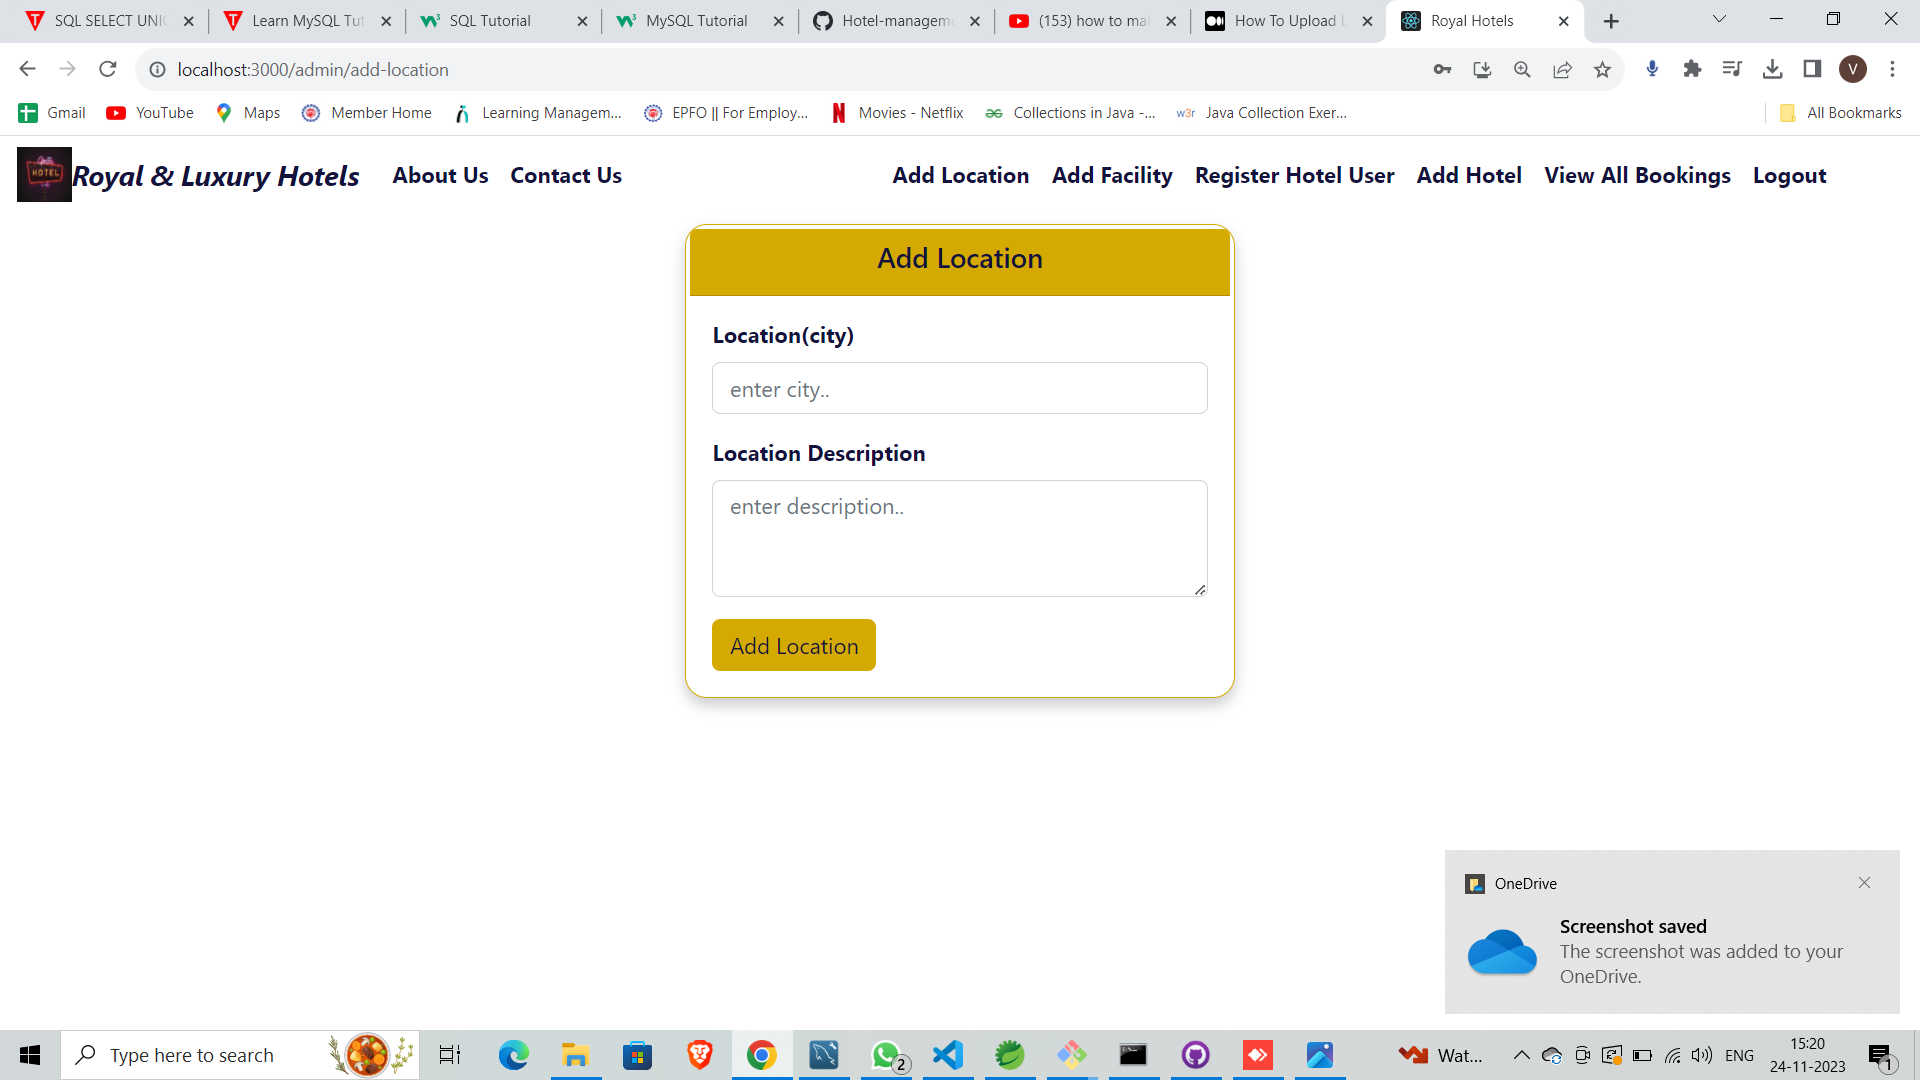 SQL SELECT UNI
Learn MySQL Tut
SQL Tutorial
MySQL Tutorial
Hotel-managem
(153) how to ma
How To Upload
Royal Hotels
localhost:3000/admin/add-location
V
Gmail
YouTube
Maps
Member Home
Learning Managem...
EPFO || For Employ...
Movies - Netflix
w3r
Collections in Java -...
Java Collection Exer...
All Bookmarks
HOTEL
Royal & Luxury Hotels
About Us
Contact Us
Add Location
Add Facility
Register Hotel User
Add Hotel
View All Bookings
Logout
Add Location
Location(city)
enter city..
Location Description
enter description..
Add Location
OneDrive
Screenshot saved
The screenshot was added to your
OneDrive.
Type here to search
2
Wat...
ENG
15:20
24-11-2023
1